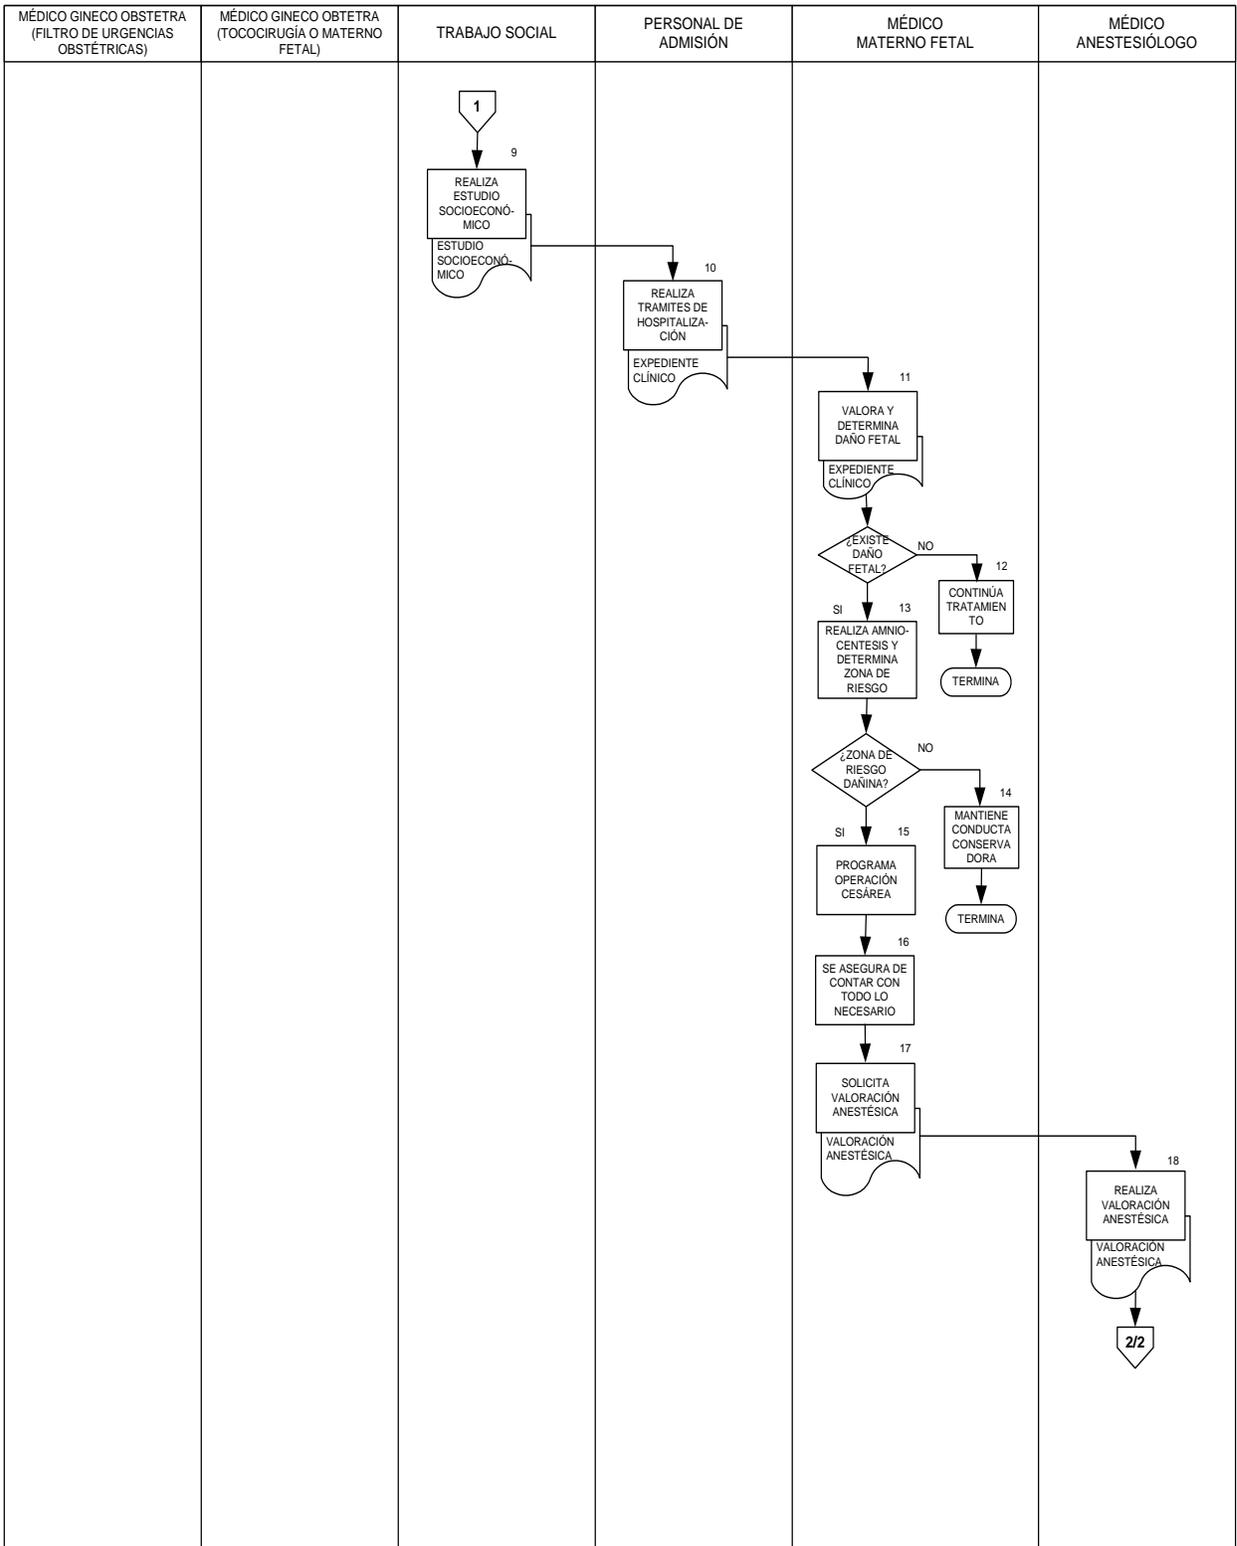 MÉDICO GINECO OBSTETRA
(FILTRO DE URGENCIAS
OBSTÉTRICAS)
MÉDICO GINECO OBTETRA
(TOCOCIRUGÍA O MATERNO
FETAL)
TRABAJO SOCIAL
PERSONAL DE
ADMISIÓN
MÉDICO
MATERNO FETAL
MÉDICO
ANESTESIÓLOGO
1
9
REALIZA
ESTUDIO
SOCIOECONÓ-
MICO
ESTUDIO
SOCIOECONÓ-
MICO
10
REALIZA
TRAMITES DE
HOSPITALIZA-
CIÓN
EXPEDIENTE
CLÍNICO
11
VALORA Y
DETERMINA
DAÑO FETAL
EXPEDIENTE
CLÍNICO
¿EXISTE
DAÑO
FETAL?
NO
12
CONTINÚA
TRATAMIEN
TO
TERMINA
SI
13
REALIZA AMNIO-
CENTESIS Y
DETERMINA
ZONA DE
RIESGO
¿ZONA DE
RIESGO
DAÑINA?
NO
14
MANTIENE
CONDUCTA
CONSERVA
DORA
TERMINA
SI
15
PROGRAMA
OPERACIÓN
CESÁREA
16
SE ASEGURA DE
CONTAR CON
TODO LO
NECESARIO
17
SOLICITA
VALORACIÓN
ANESTÉSICA
VALORACIÓN
ANESTÉSICA
18
REALIZA
VALORACIÓN
ANESTÉSICA
VALORACIÓN
ANESTÉSICA
2/2